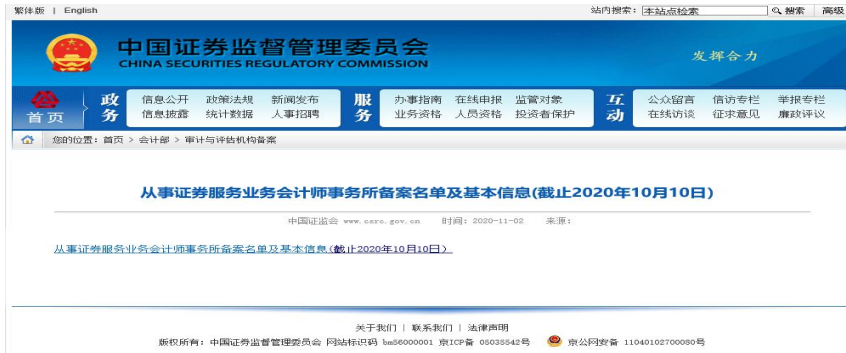 繁体版 | English
站内搜索: 本站点检索 搜索 高级
中国证券监督管理委员会
CHINA SECURITIES REGULATORY COMMISSION
发挥合力
首页
政务
信息公开 政策法规 新闻发布
信息披露 统计数据 人事招聘
服务
办事指南 在线申报 监管对象
业务资格 人员资格 投资者保护
互动
公众留言 信访专栏 举报专栏
在线访谈 征求意见 廉政评议
您的位置: 首页 > 会计部 > 审计与评估机构备案
从事证券服务业务会计师事务所备案名单及基本信息(截止2020年10月10日)
中国证监会 www.csrc.gov.cn 时间: 2020-11-02 来源:
从事证券服务业务会计师事务所备案名单及基本信息(截止2020年10月10日)
关于我们 | 联系我们 | 法律声明
版权所有: 中国证券监督管理委员会 网站标识码 bm56000001 京ICP备 05035542号 京公网安备 11040102700080号